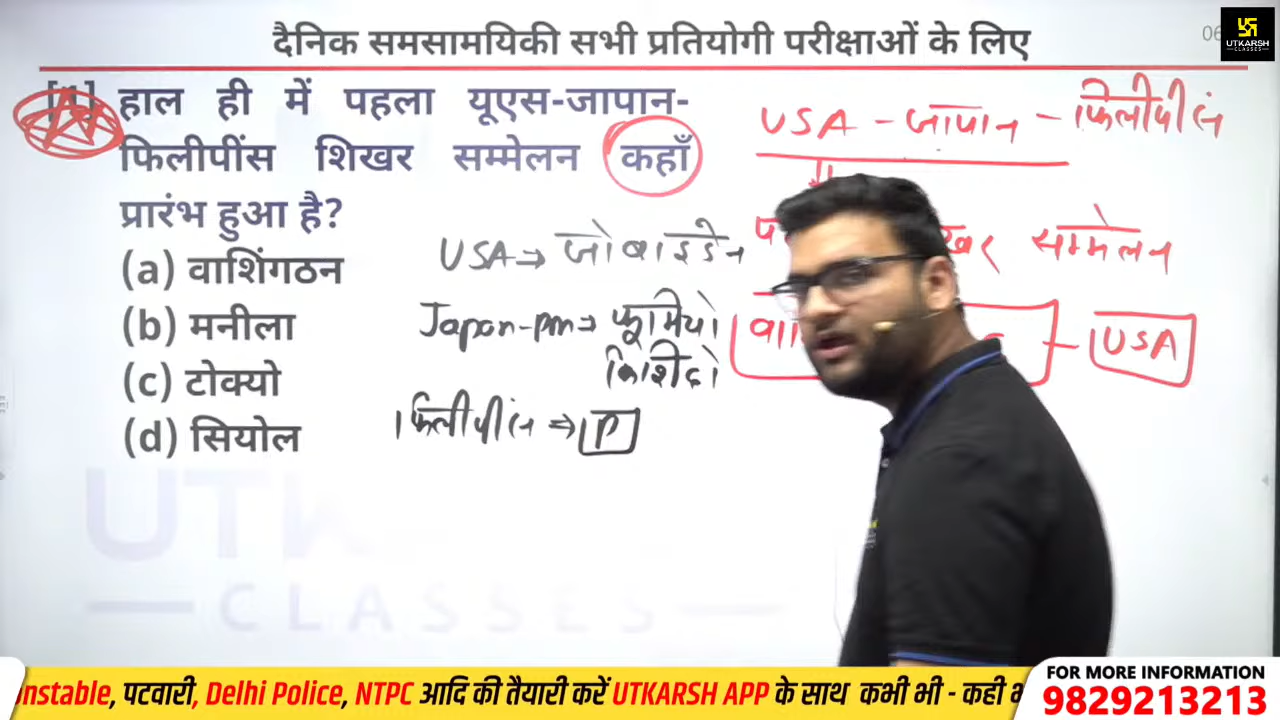 दैनिक समसामयिकी सभी प्रतियोगी परीक्षाओं के लिए
UTKARSH
CLASSES
हाल ही में पहला यूएस-जापान-
फिलीपींस शिखर सम्मेलन कहाँ
प्रारंभ हुआ है?
(a) वाशिंगठन
(b) मनीला
(c) टोक्यो
(d) सियोल
USA - जापान - फिलीपींस
सम्मेलन
USA
USA → जो बाइडेन
Japan-pm → फूमियो
किशिदो
फिलीपींस ⇒ P
CLASSES
nstable, पटवारी, Delhi Police, NTPC आदि की तैयारी करें UTKARSH APP के साथ कभी भी - कही
FOR MORE INFORMATION
9829213213